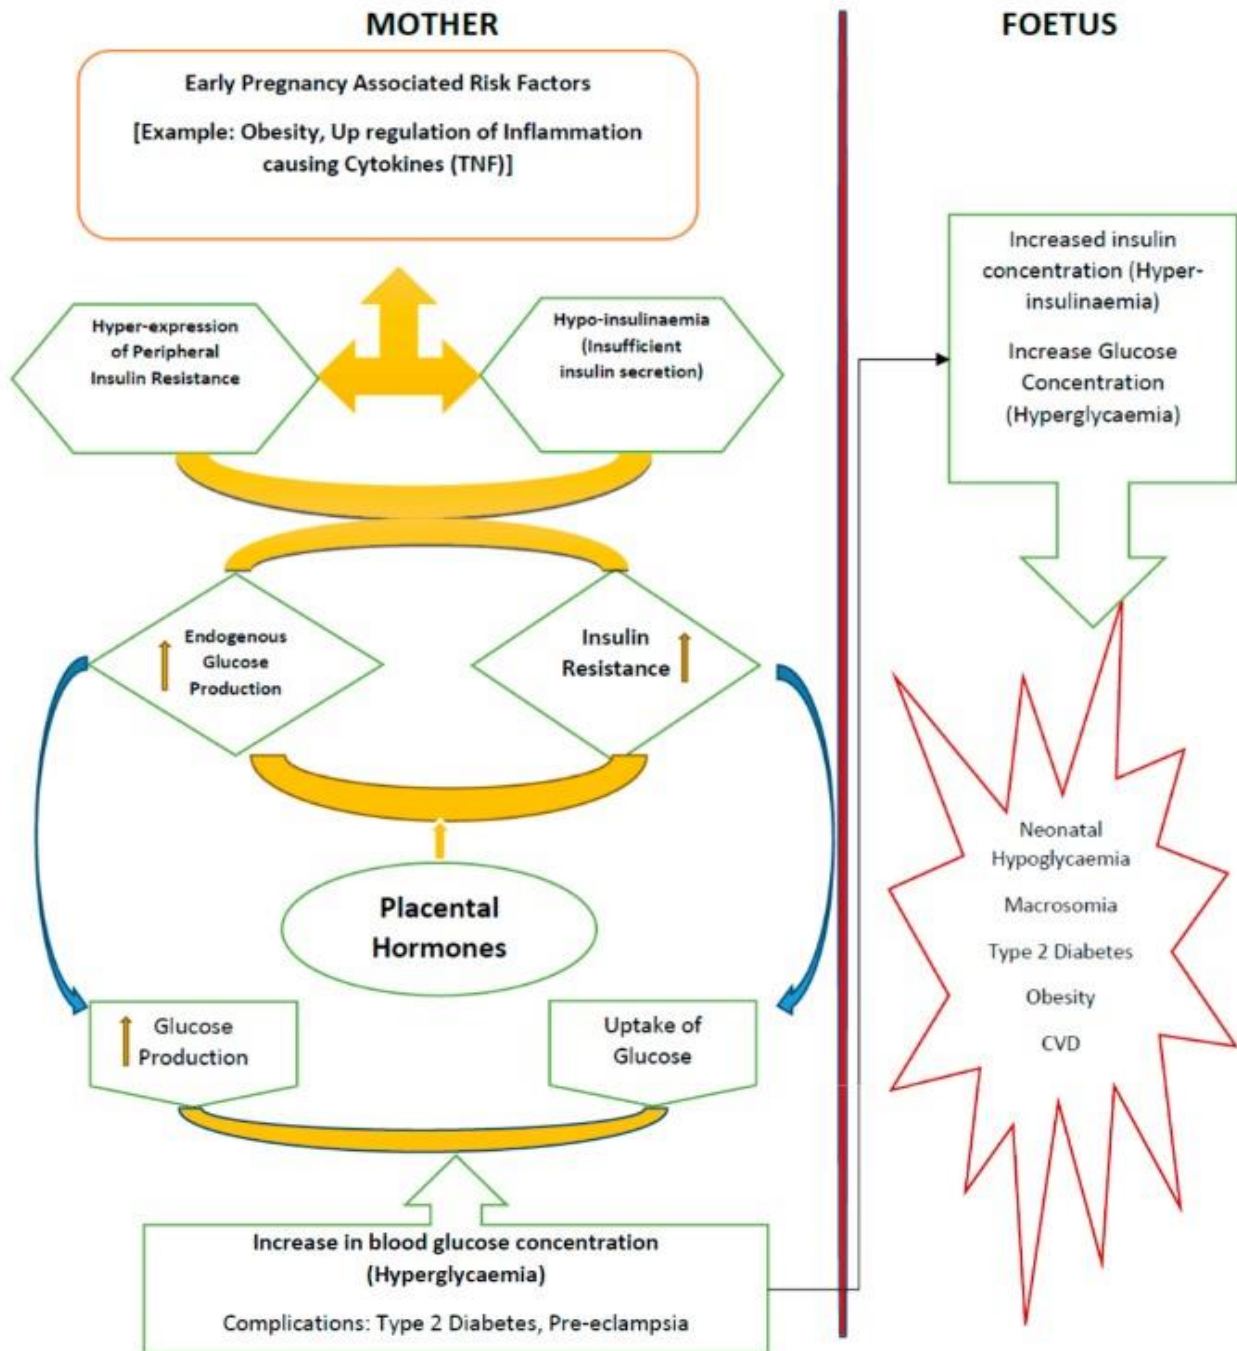 MOTHER
Early Pregnancy Associated Risk Factors
[Example: Obesity, Up regulation of Inflammation
causing Cytokines (TNF)]
Hyper-expression
of Peripheral
Insulin Resistance
Hypo-insulinaemia
(Insufficient
insulin secretion)
Endogenous
Glucose
Production
Insulin
Resistance
Placental
Hormones
Glucose
Production
Uptake of
Glucose
Increase in blood glucose concentration
(Hyperglycaemia)
Complications: Type 2 Diabetes, Pre-eclampsia
FOETUS
Increased insulin
concentration (Hyper-
insulinaemia)
Increase Glucose
Concentration
(Hyperglycaemia)
Neonatal
Hypoglycaemia
Macrosomia
Type 2 Diabetes
Obesity
CVD